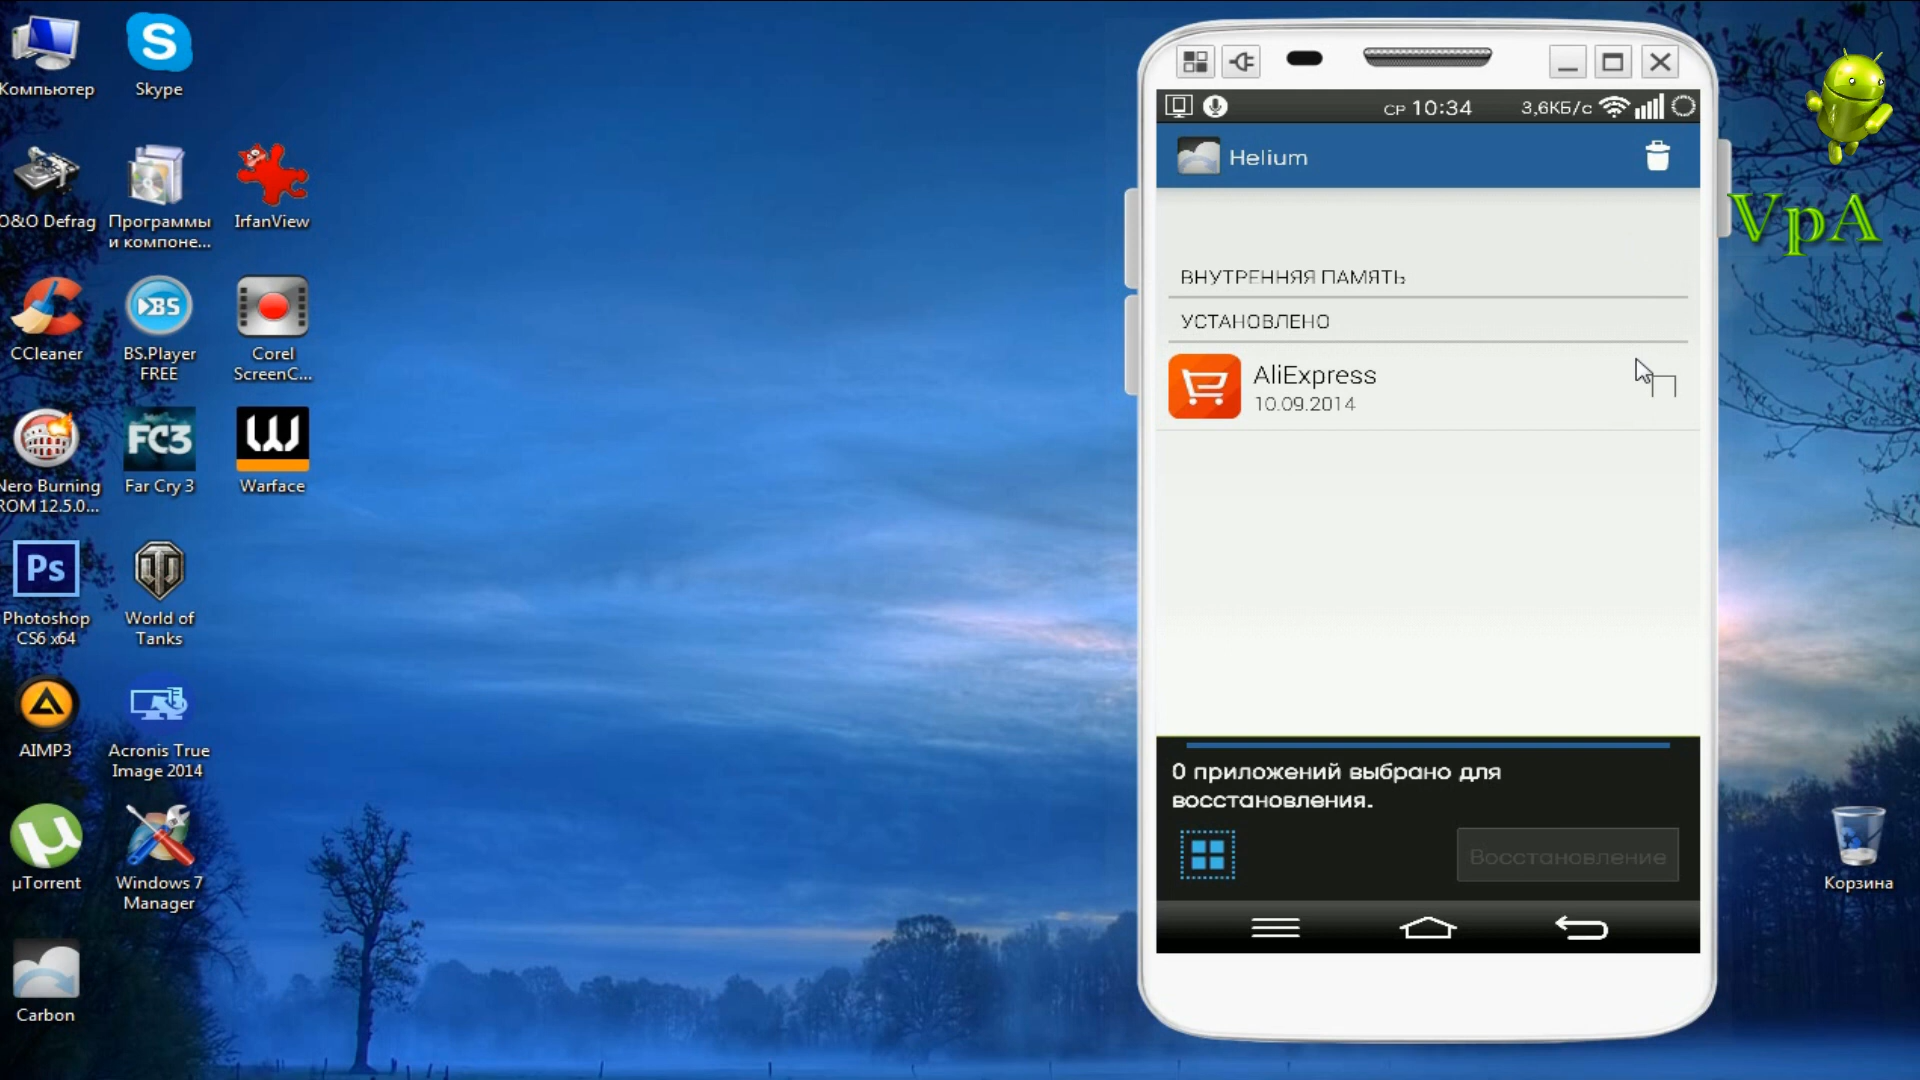 Компьютер
Skype
O&O Defrag
Программы
и компоне...
IrfanView
CCleaner
BS
BS.Player
FREE
Corel
ScreenC...
FC3
Nero Burning
ROM 12.5.0...
Far Cry 3
Warface
Ps
Photoshop
CS6 x64
World of
Tanks
AIMP3
Acronis True
Image 2014
µTorrent
Windows 7
Manager
Carbon
ср 10:34
3,6КБ/с
Helium
ВНУТРЕННЯЯ ПАМЯТЬ
УСТАНОВЛЕНО
AliExpress
10.09.2014
0 приложений выбрано для
восстановления.
Восстановление
VpA
Корзина